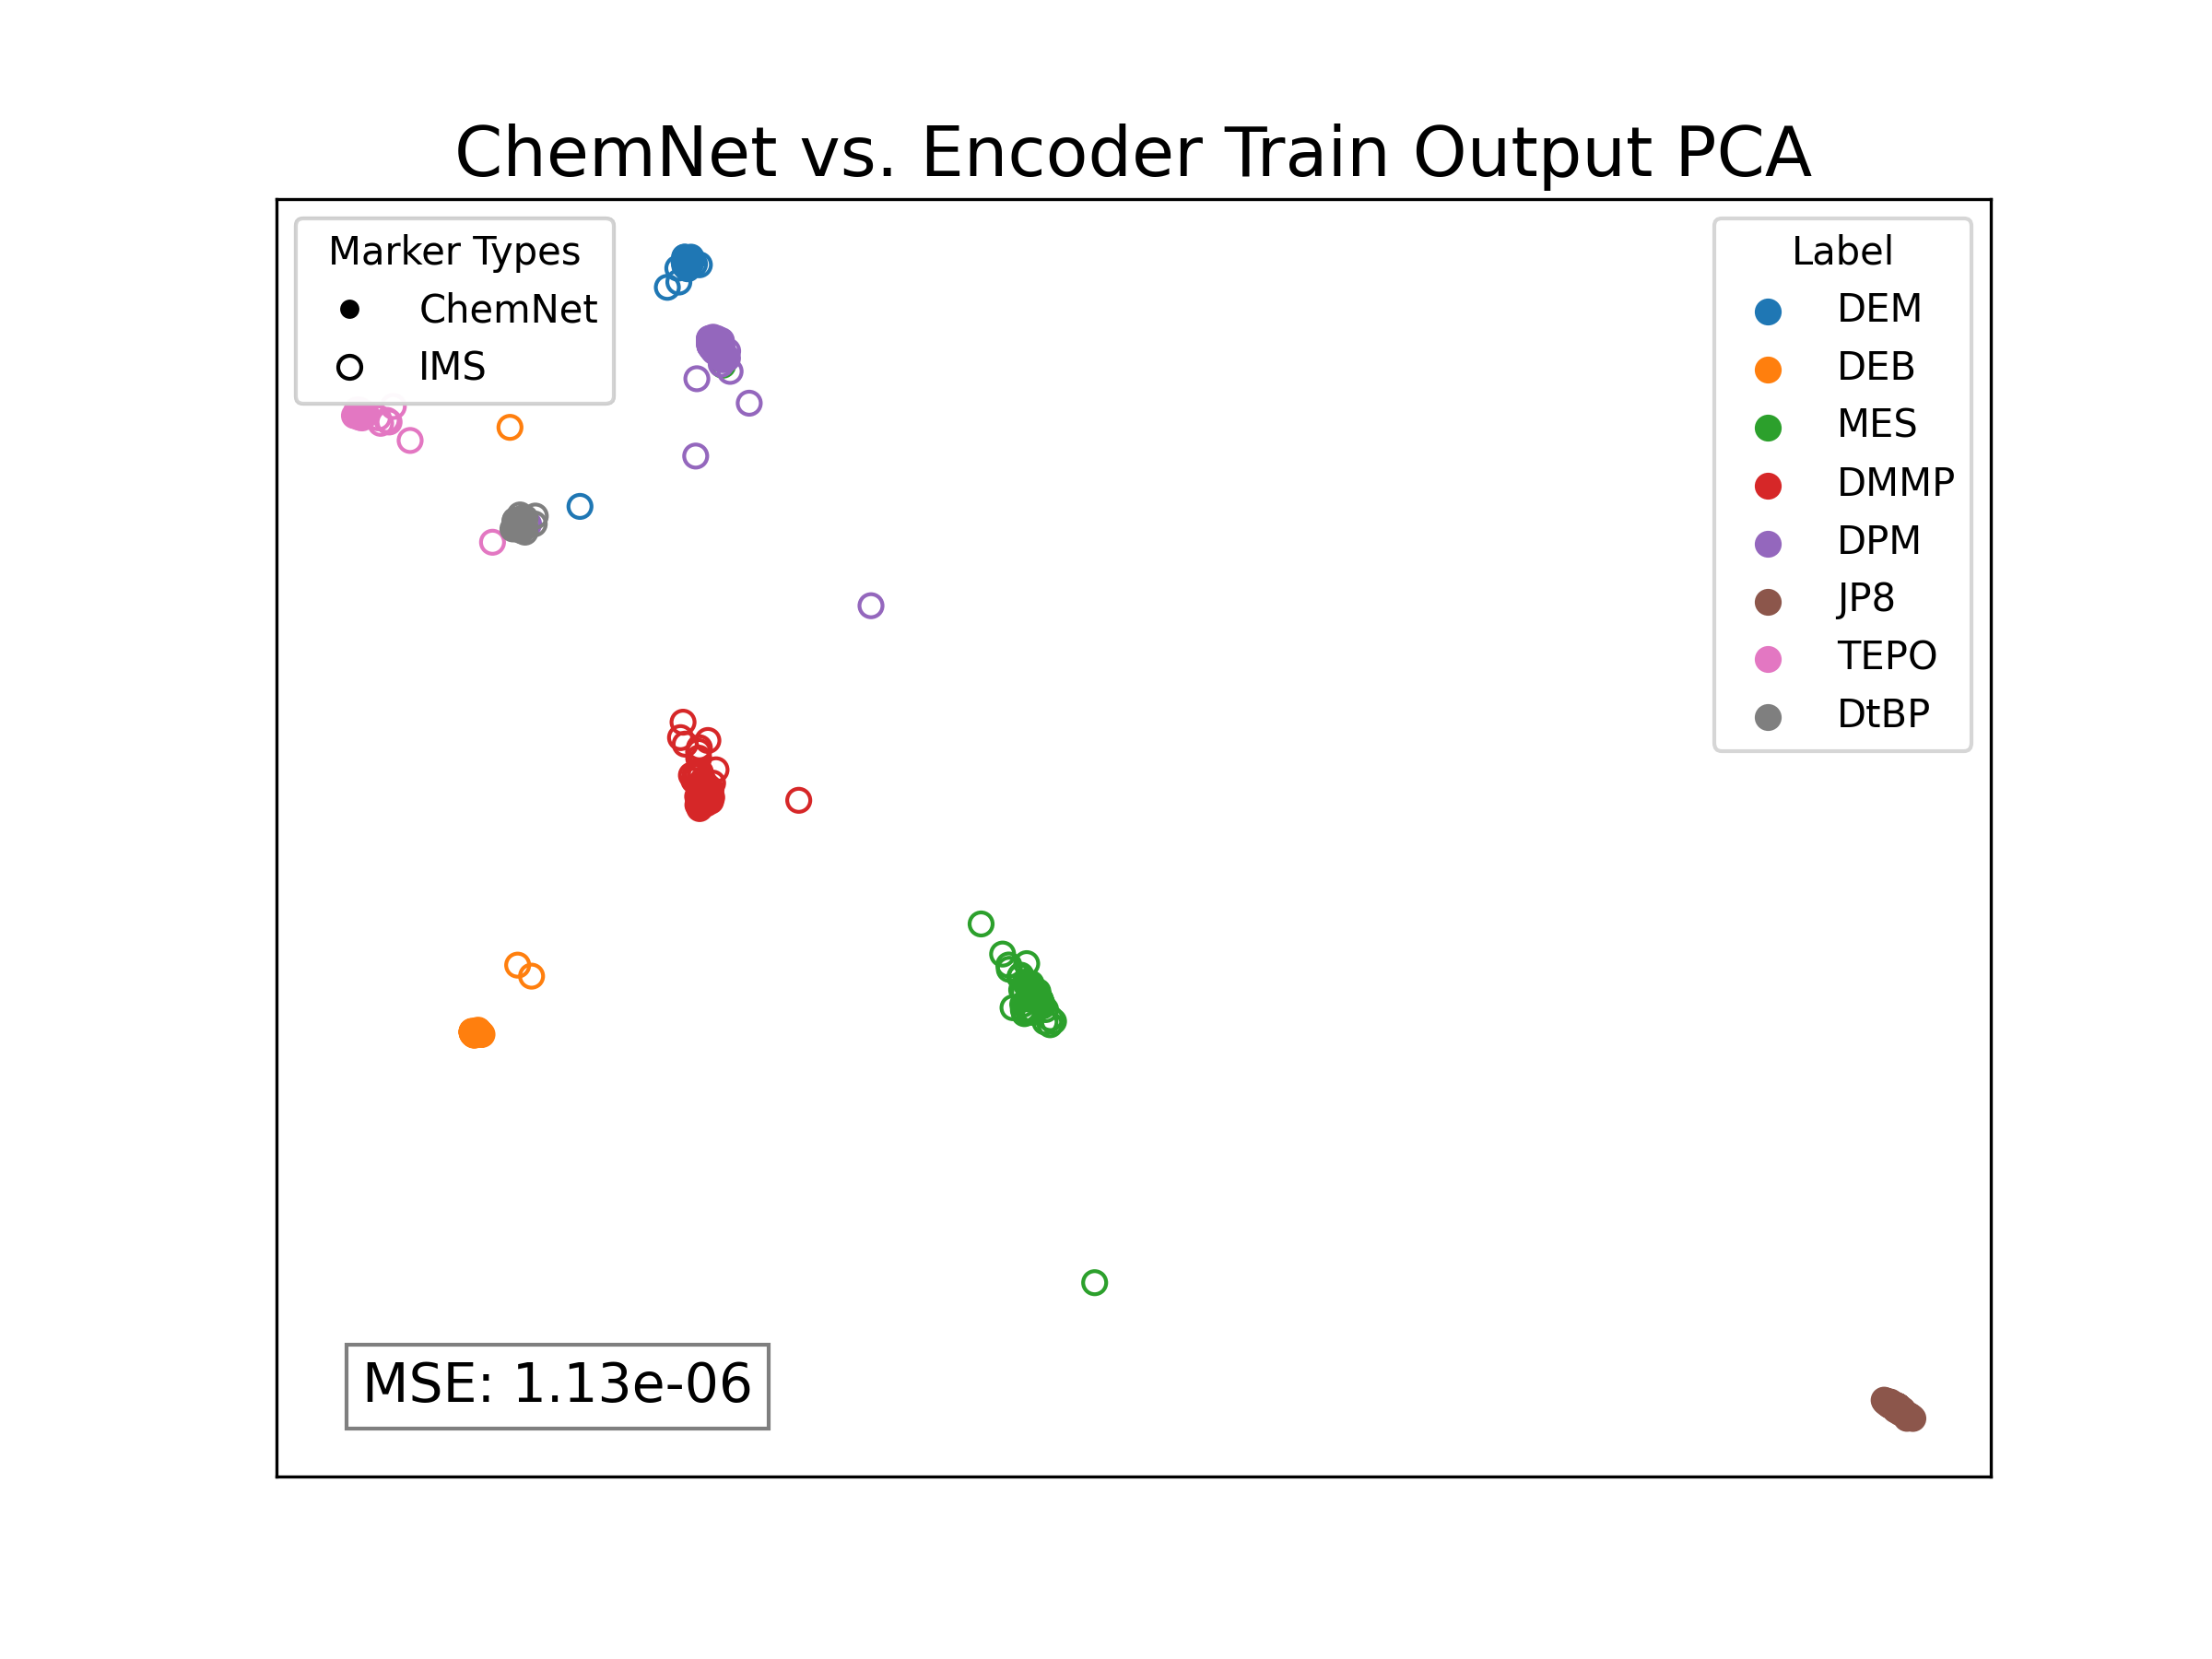 ChemNet vs. Encoder Train Output PCA
Marker Types
ChemNet
IMS
Label
DEM
DEB
MES
DMMP
DPM
JP8
TEPO
DtBP
MSE: 1.13e-06